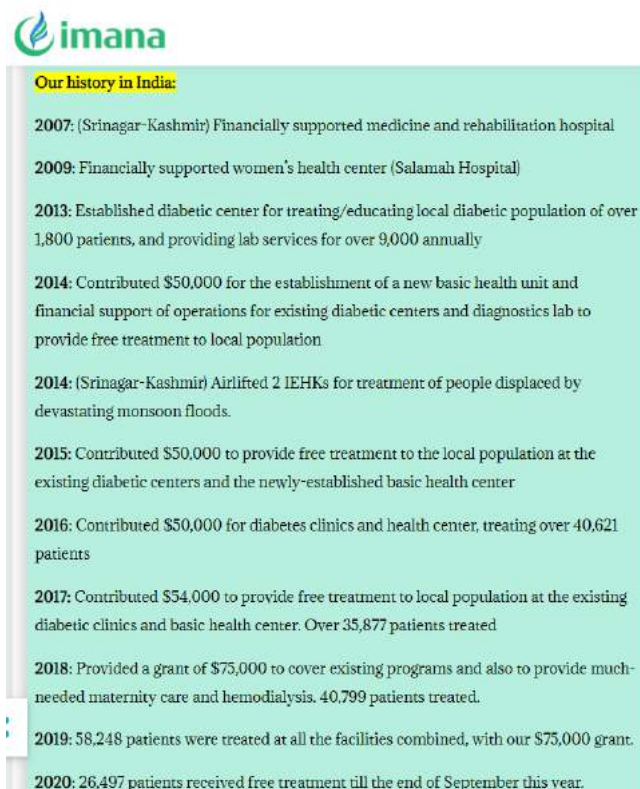 imana
Our history in India:
2007: (Srinagar-Kashmir) Financially supported medicine and rehabilitation hospital
2009: Financially supported women's health center (Salamah Hospital)
2013: Established diabetic center for treating/educating local diabetic population of over
1,800 patients, and providing lab services for over 9,000 annually
2014: Contributed $50,000 for the establishment of a new basic health unit and
financial support of operations for existing diabetic centers and diagnostics lab to
provide free treatment to local population
2014: (Srinagar-Kashmir) Airlifted 2 IEHKs for treatment of people displaced by
devastating monsoon floods.
2015: Contributed $50,000 to provide free treatment to the local population at the
existing diabetic centers and the newly-established basic health center
2016: Contributed $50,000 for diabetes clinics and health center, treating over 40,621
patients
2017: Contributed $54,000 to provide free treatment to local population at the existing
diabetic clinics and basic health center. Over 35,877 patients treated
2018: Provided a grant of $75,000 to cover existing programs and also to provide much-
needed maternity care and hemodialysis. 40,799 patients treated.
2019: 58,248 patients were treated at all the facilities combined, with our $75,000 grant.
2020: 26,497 patients received free treatment till the end of September this year.